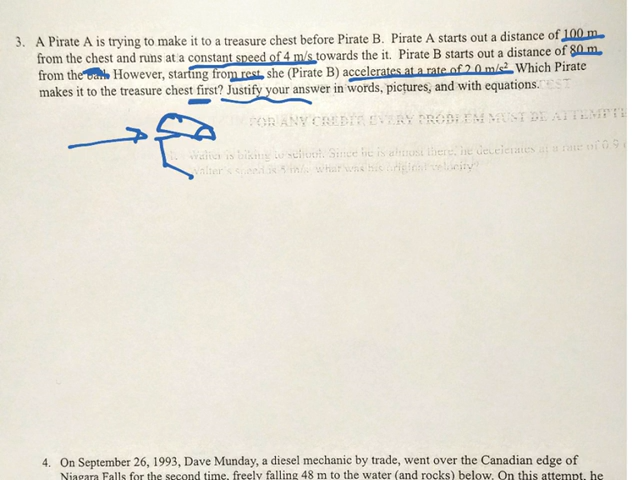 3. A Pirate A is trying to make it to a treasure chest before Pirate B. Pirate A starts out a distance of 100 m
from the chest and runs at a constant speed of 4 m/s towards the it. Pirate B starts out a distance of 80 m
from the However, starting from rest, she (Pirate B) accelerates at a rate of 2.0 m/s² Which Pirate
makes it to the treasure chest first? Justify your answer in words, pictures, and with equations.
FOR ANY CREDIT EVERY PROBLEM MUST BE ATTEMPTE
Walter is biking to school. Since he is almost there, he decelerates at a rate of 0.9
Walter's speed is 5 m/s what was his original velocity?
4. On September 26, 1993, Dave Munday, a diesel mechanic by trade, went over the Canadian edge of
Niagara Falls for the second time, freely falling 48 m to the water (and rocks) below. On this attempt, he